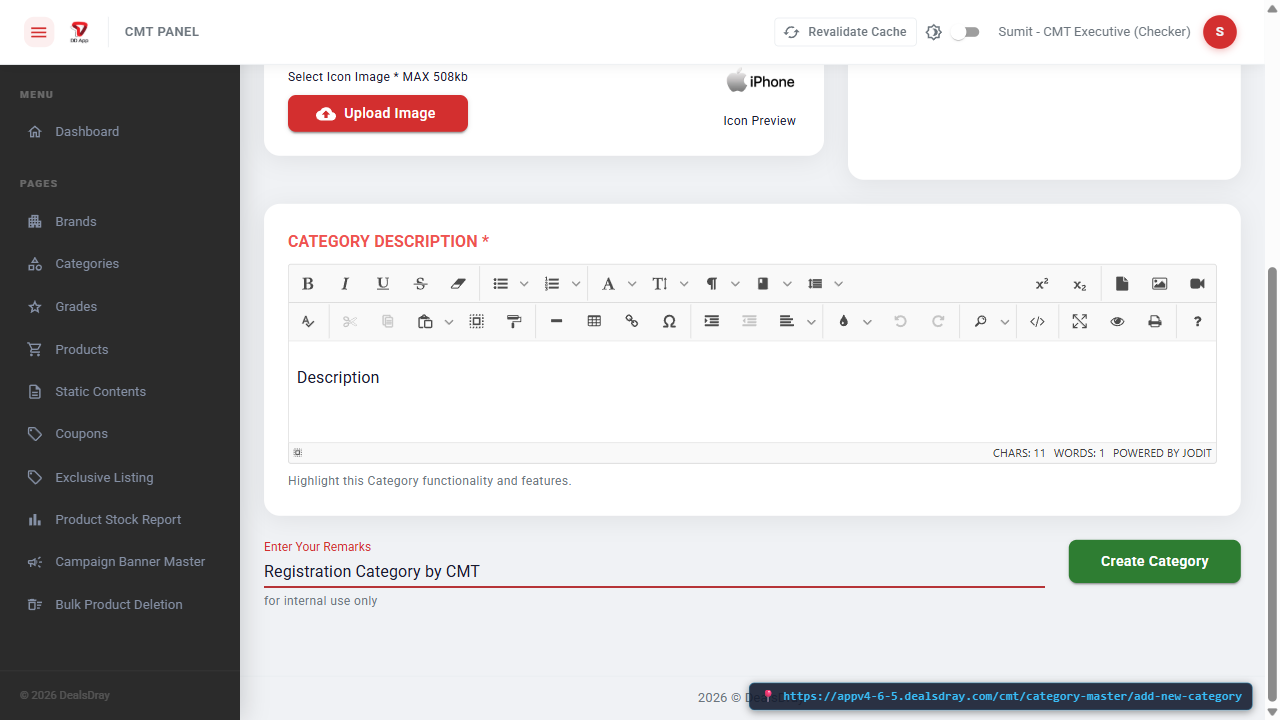 DD App
CMT PANEL
Revalidate Cache
Sumit - CMT Executive (Checker)
S
MENU
Dashboard
PAGES
Brands
Categories
Grades
Products
Static Contents
Coupons
Exclusive Listing
Product Stock Report
Campaign Banner Master
Bulk Product Deletion
© 2026 DealsDray
Select Icon Image * MAX 508kb
Upload Image
iPhone
Icon Preview
CATEGORY DESCRIPTION *
Description
CHARS: 11 WORDS: 1 POWERED BY JODIT
Highlight this Category functionality and features.
Enter Your Remarks
Registration Category by CMT
for internal use only
Create Category
2026 ©
https://appv4-6-5.dealsdray.com/cmt/category-master/add-new-category